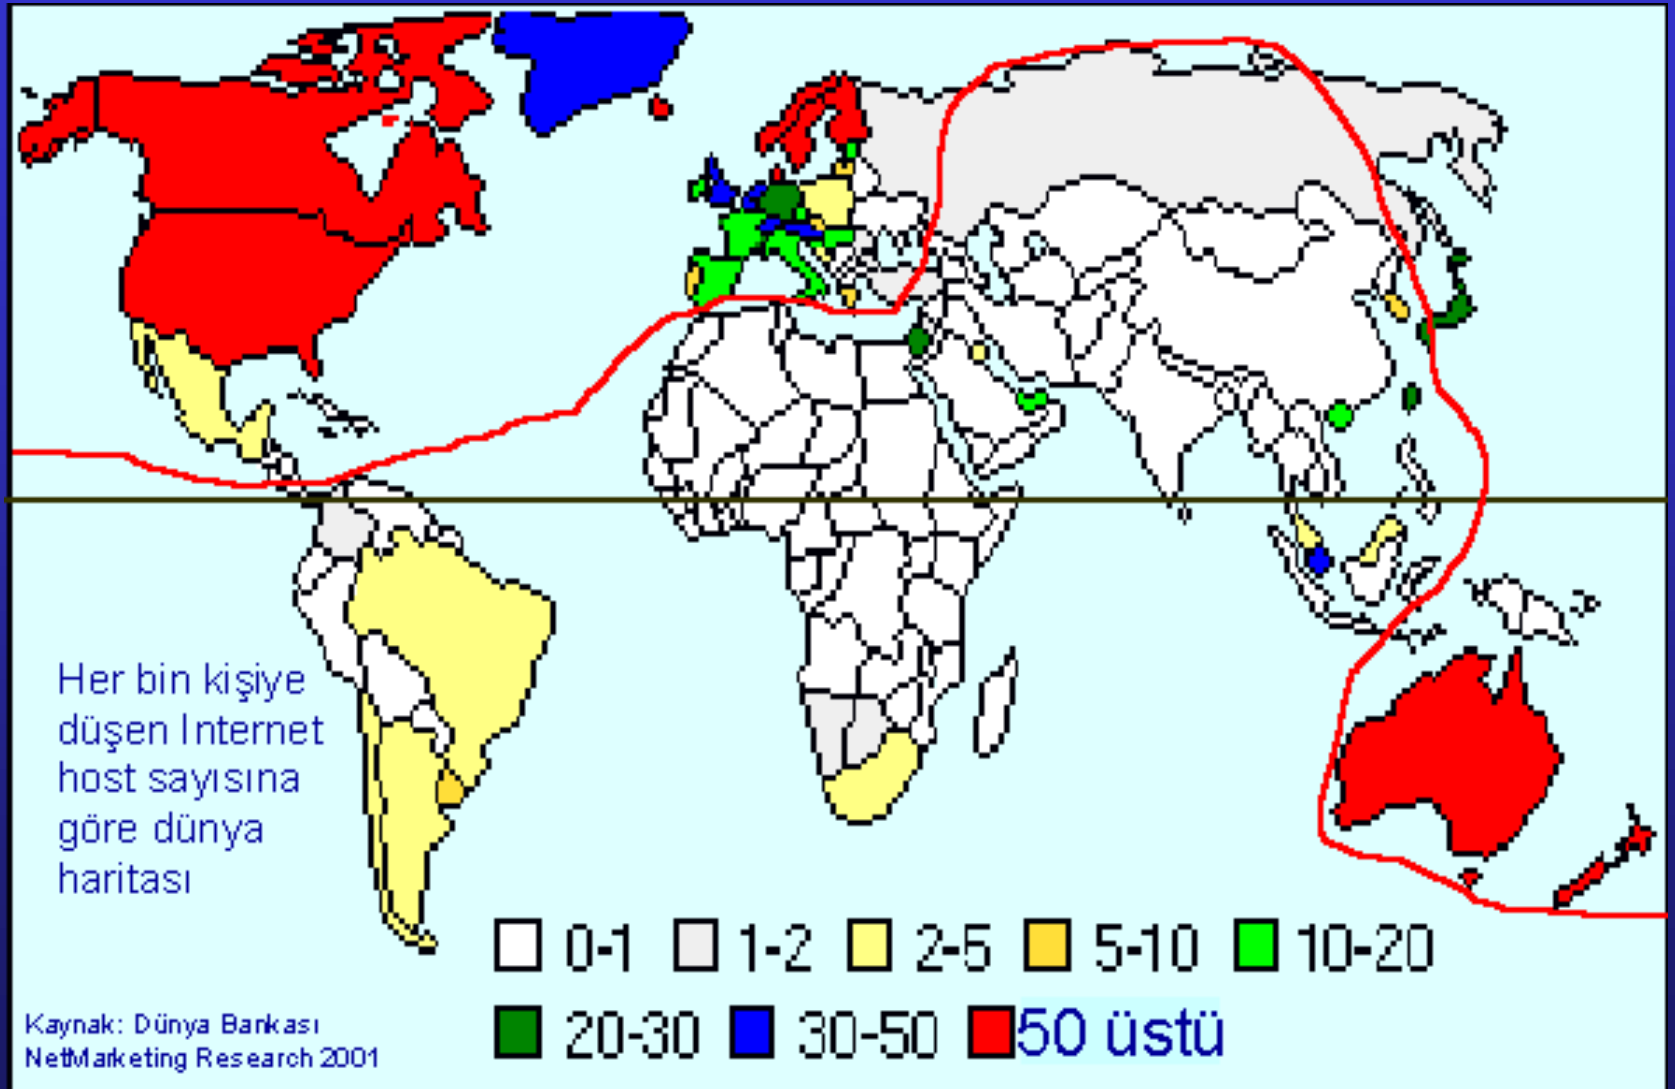 Her bin kişiye
düşen Internet
host sayısına
göre dünya
haritası
0-1 1-2 2-5 5-10 10-20
20-30 30-50 50 üstü
Kaynak: Dünya Bankası
NetMarketing Research 2001